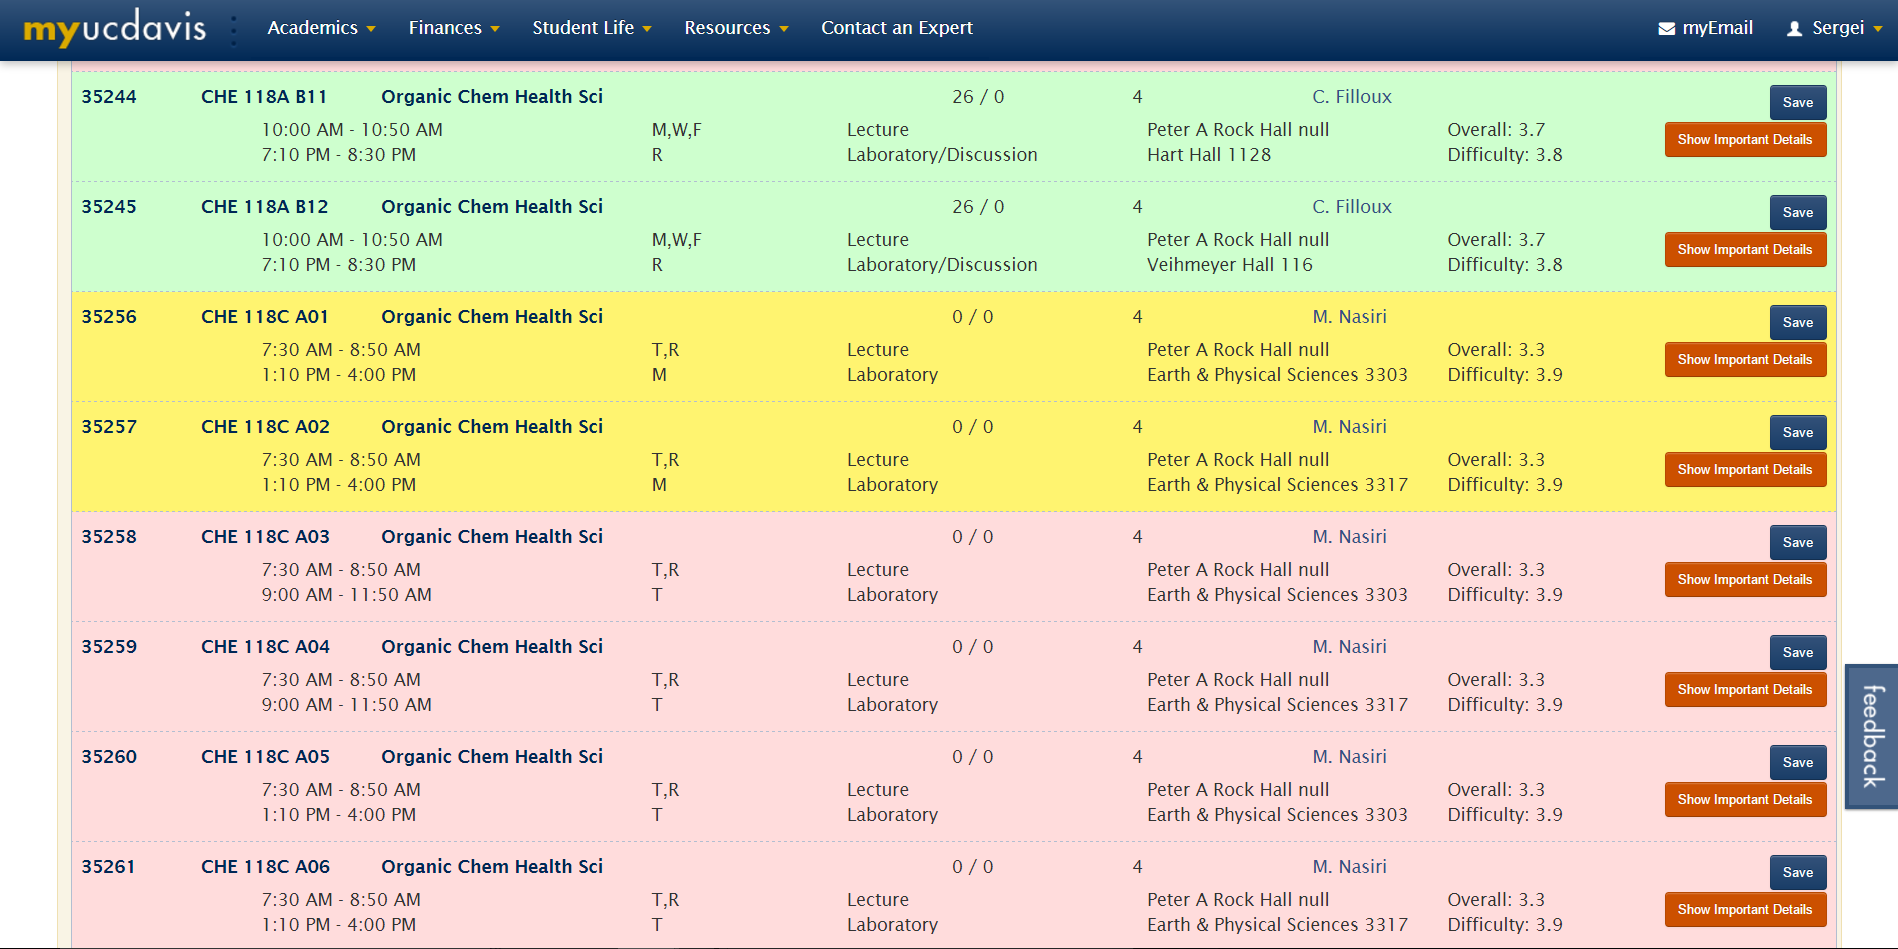 myucdavis Academics Finances Student Life Resources Contact an Expert myEmail Sergei
35244 CHE 118A B11 Organic Chem Health Sci 26 / 0 4 C. Filloux Save
10:00 AM - 10:50 AM M,W,F Lecture Peter A Rock Hall null Overall: 3.7 Show Important Details
7:10 PM - 8:30 PM R Laboratory/Discussion Hart Hall 1128 Difficulty: 3.8
35245 CHE 118A B12 Organic Chem Health Sci 26 / 0 4 C. Filloux Save
10:00 AM - 10:50 AM M,W,F Lecture Peter A Rock Hall null Overall: 3.7 Show Important Details
7:10 PM - 8:30 PM R Laboratory/Discussion Veihmeyer Hall 116 Difficulty: 3.8
35256 CHE 118C A01 Organic Chem Health Sci 0 / 0 4 M. Nasiri Save
7:30 AM - 8:50 AM T,R Lecture Peter A Rock Hall null Overall: 3.3 Show Important Details
1:10 PM - 4:00 PM M Laboratory Earth & Physical Sciences 3303 Difficulty: 3.9
35257 CHE 118C A02 Organic Chem Health Sci 0 / 0 4 M. Nasiri Save
7:30 AM - 8:50 AM T,R Lecture Peter A Rock Hall null Overall: 3.3 Show Important Details
1:10 PM - 4:00 PM M Laboratory Earth & Physical Sciences 3317 Difficulty: 3.9
35258 CHE 118C A03 Organic Chem Health Sci 0 / 0 4 M. Nasiri Save
7:30 AM - 8:50 AM T,R Lecture Peter A Rock Hall null Overall: 3.3 Show Important Details
9:00 AM - 11:50 AM T Laboratory Earth & Physical Sciences 3303 Difficulty: 3.9
35259 CHE 118C A04 Organic Chem Health Sci 0 / 0 4 M. Nasiri Save
7:30 AM - 8:50 AM T,R Lecture Peter A Rock Hall null Overall: 3.3 Show Important Details
9:00 AM - 11:50 AM T Laboratory Earth & Physical Sciences 3317 Difficulty: 3.9
35260 CHE 118C A05 Organic Chem Health Sci 0 / 0 4 M. Nasiri Save
7:30 AM - 8:50 AM T,R Lecture Peter A Rock Hall null Overall: 3.3 Show Important Details
1:10 PM - 4:00 PM T Laboratory Earth & Physical Sciences 3303 Difficulty: 3.9
35261 CHE 118C A06 Organic Chem Health Sci 0 / 0 4 M. Nasiri Save
7:30 AM - 8:50 AM T,R Lecture Peter A Rock Hall null Overall: 3.3 Show Important Details
1:10 PM - 4:00 PM T Laboratory Earth & Physical Sciences 3317 Difficulty: 3.9
feedback